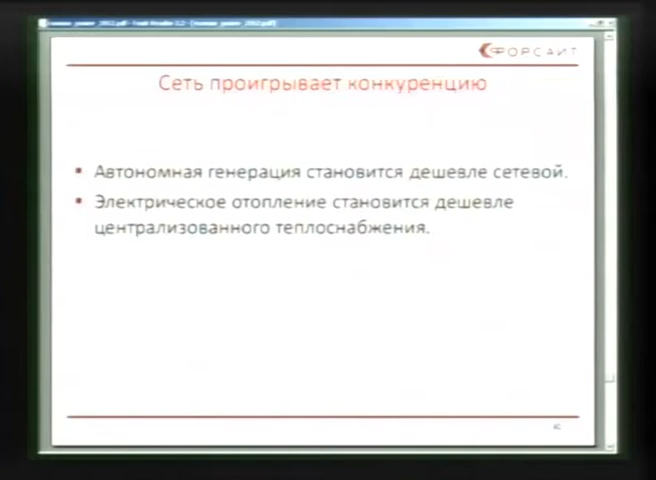 ФОРСАЙТ
Сеть проигрывает конкуренцию
Автономная генерация становится дешевле сетевой.
Электрическое отопление становится дешевле
централизованного теплоснабжения.